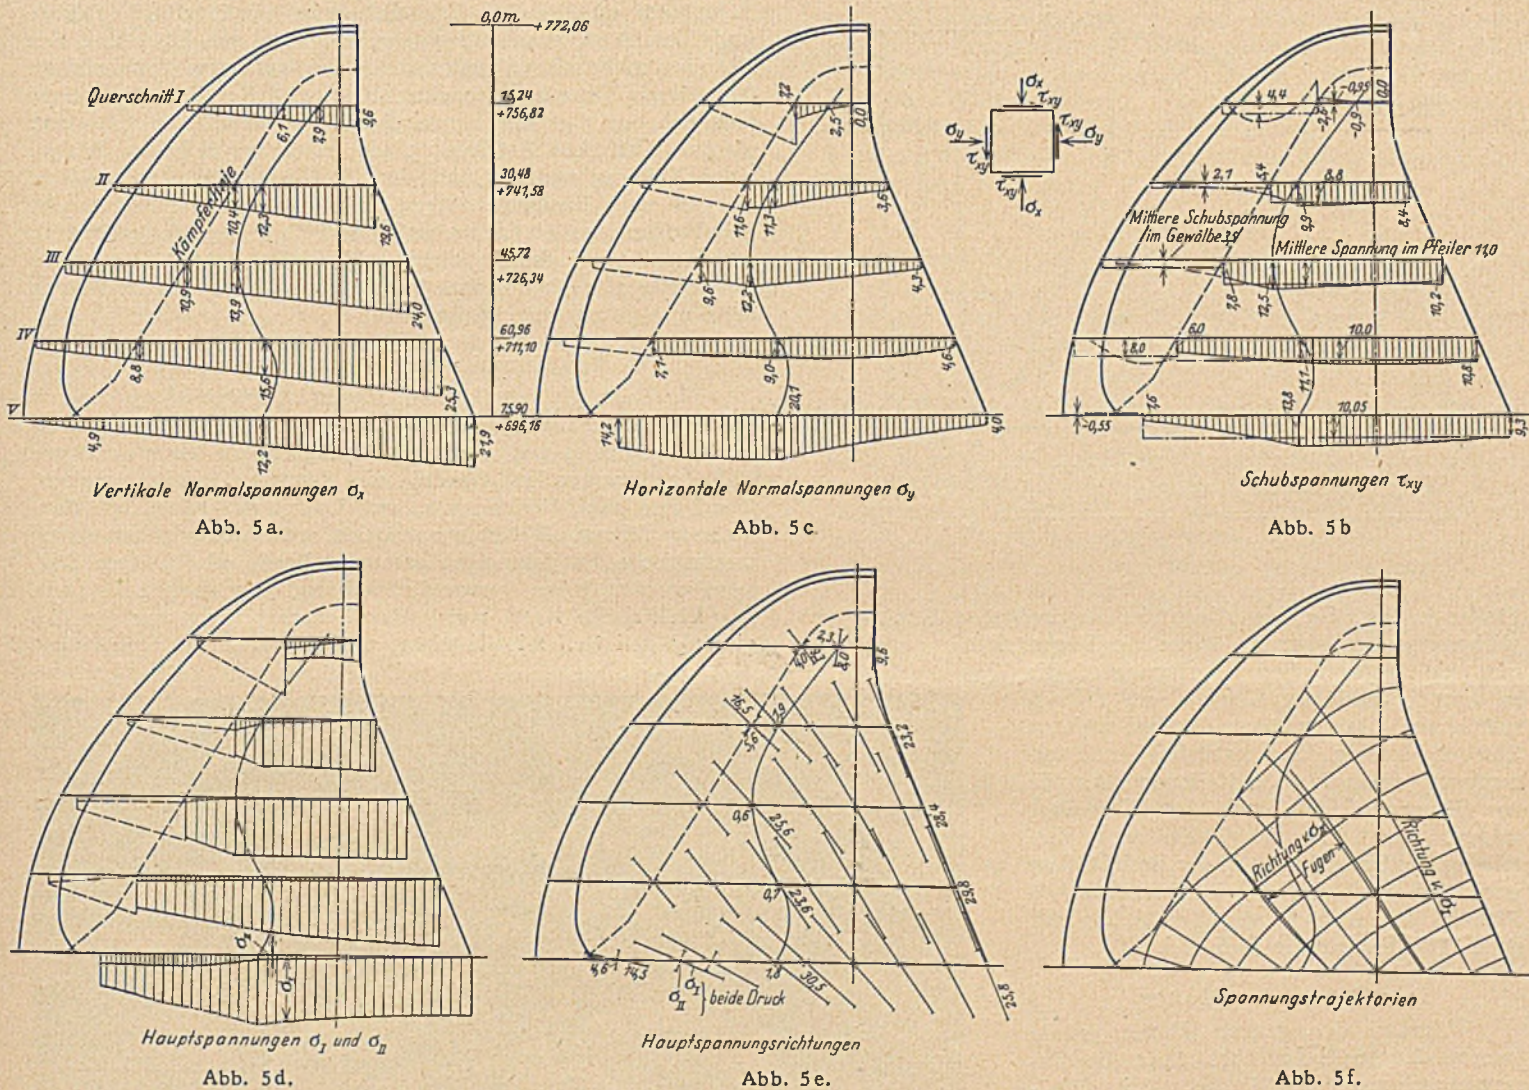 0,0m
+772,06
Querschnitt I
15,24
+756,82
6,1
7,9
9,6
II
30,48
+741,58
Kämpferlinie
10,4
12,3
19,6
III
45,72
+726,34
10,9
13,9
24,0
IV
60,96
+711,10
8,8
15,6
25,3
V
75,90
+696,16
4,9
12,2
21,9
Vertikale Normalspannungen σx
Abb. 5a.
7,2
2,5
0,0
11,6
11,3
3,6
9,6
12,2
4,3
7,1
9,0
4,6
20,1
14,2
4,0
Horizontale Normalspannungen σy
Abb. 5c
σx
τxy
σy
τxy
σy
τxy
τxy
σx
4,4
-0,95
0,0
-0,9
2,1
5,4
8,8
9,9
8,4
Mittlere Schubspannung
im Gewölbe 3,9
Mittlere Spannung im Pfeiler 11,0
7,8
12,5
10,2
6,0
10,0
8,0
11,1
10,8
1,6
13,8
10,05
-0,55
9,3
Schubspannungen τxy
Abb. 5b
σII
σI
Hauptspannungen σI und σII
Abb. 5d.
2,3
4,0
8,0
9,6
16,5
1,9
5,6
23,2
0,6
25,6
28,4
0,7
23,6
29,8
4,6
14,3
1,8
30,5
25,8
σI
σII
beide Druck
Hauptspannungsrichtungen
Abb. 5e.
Richtung κ σII
Fugen
Richtung κ σI
Spannungstrajektorien
Abb. 5f.